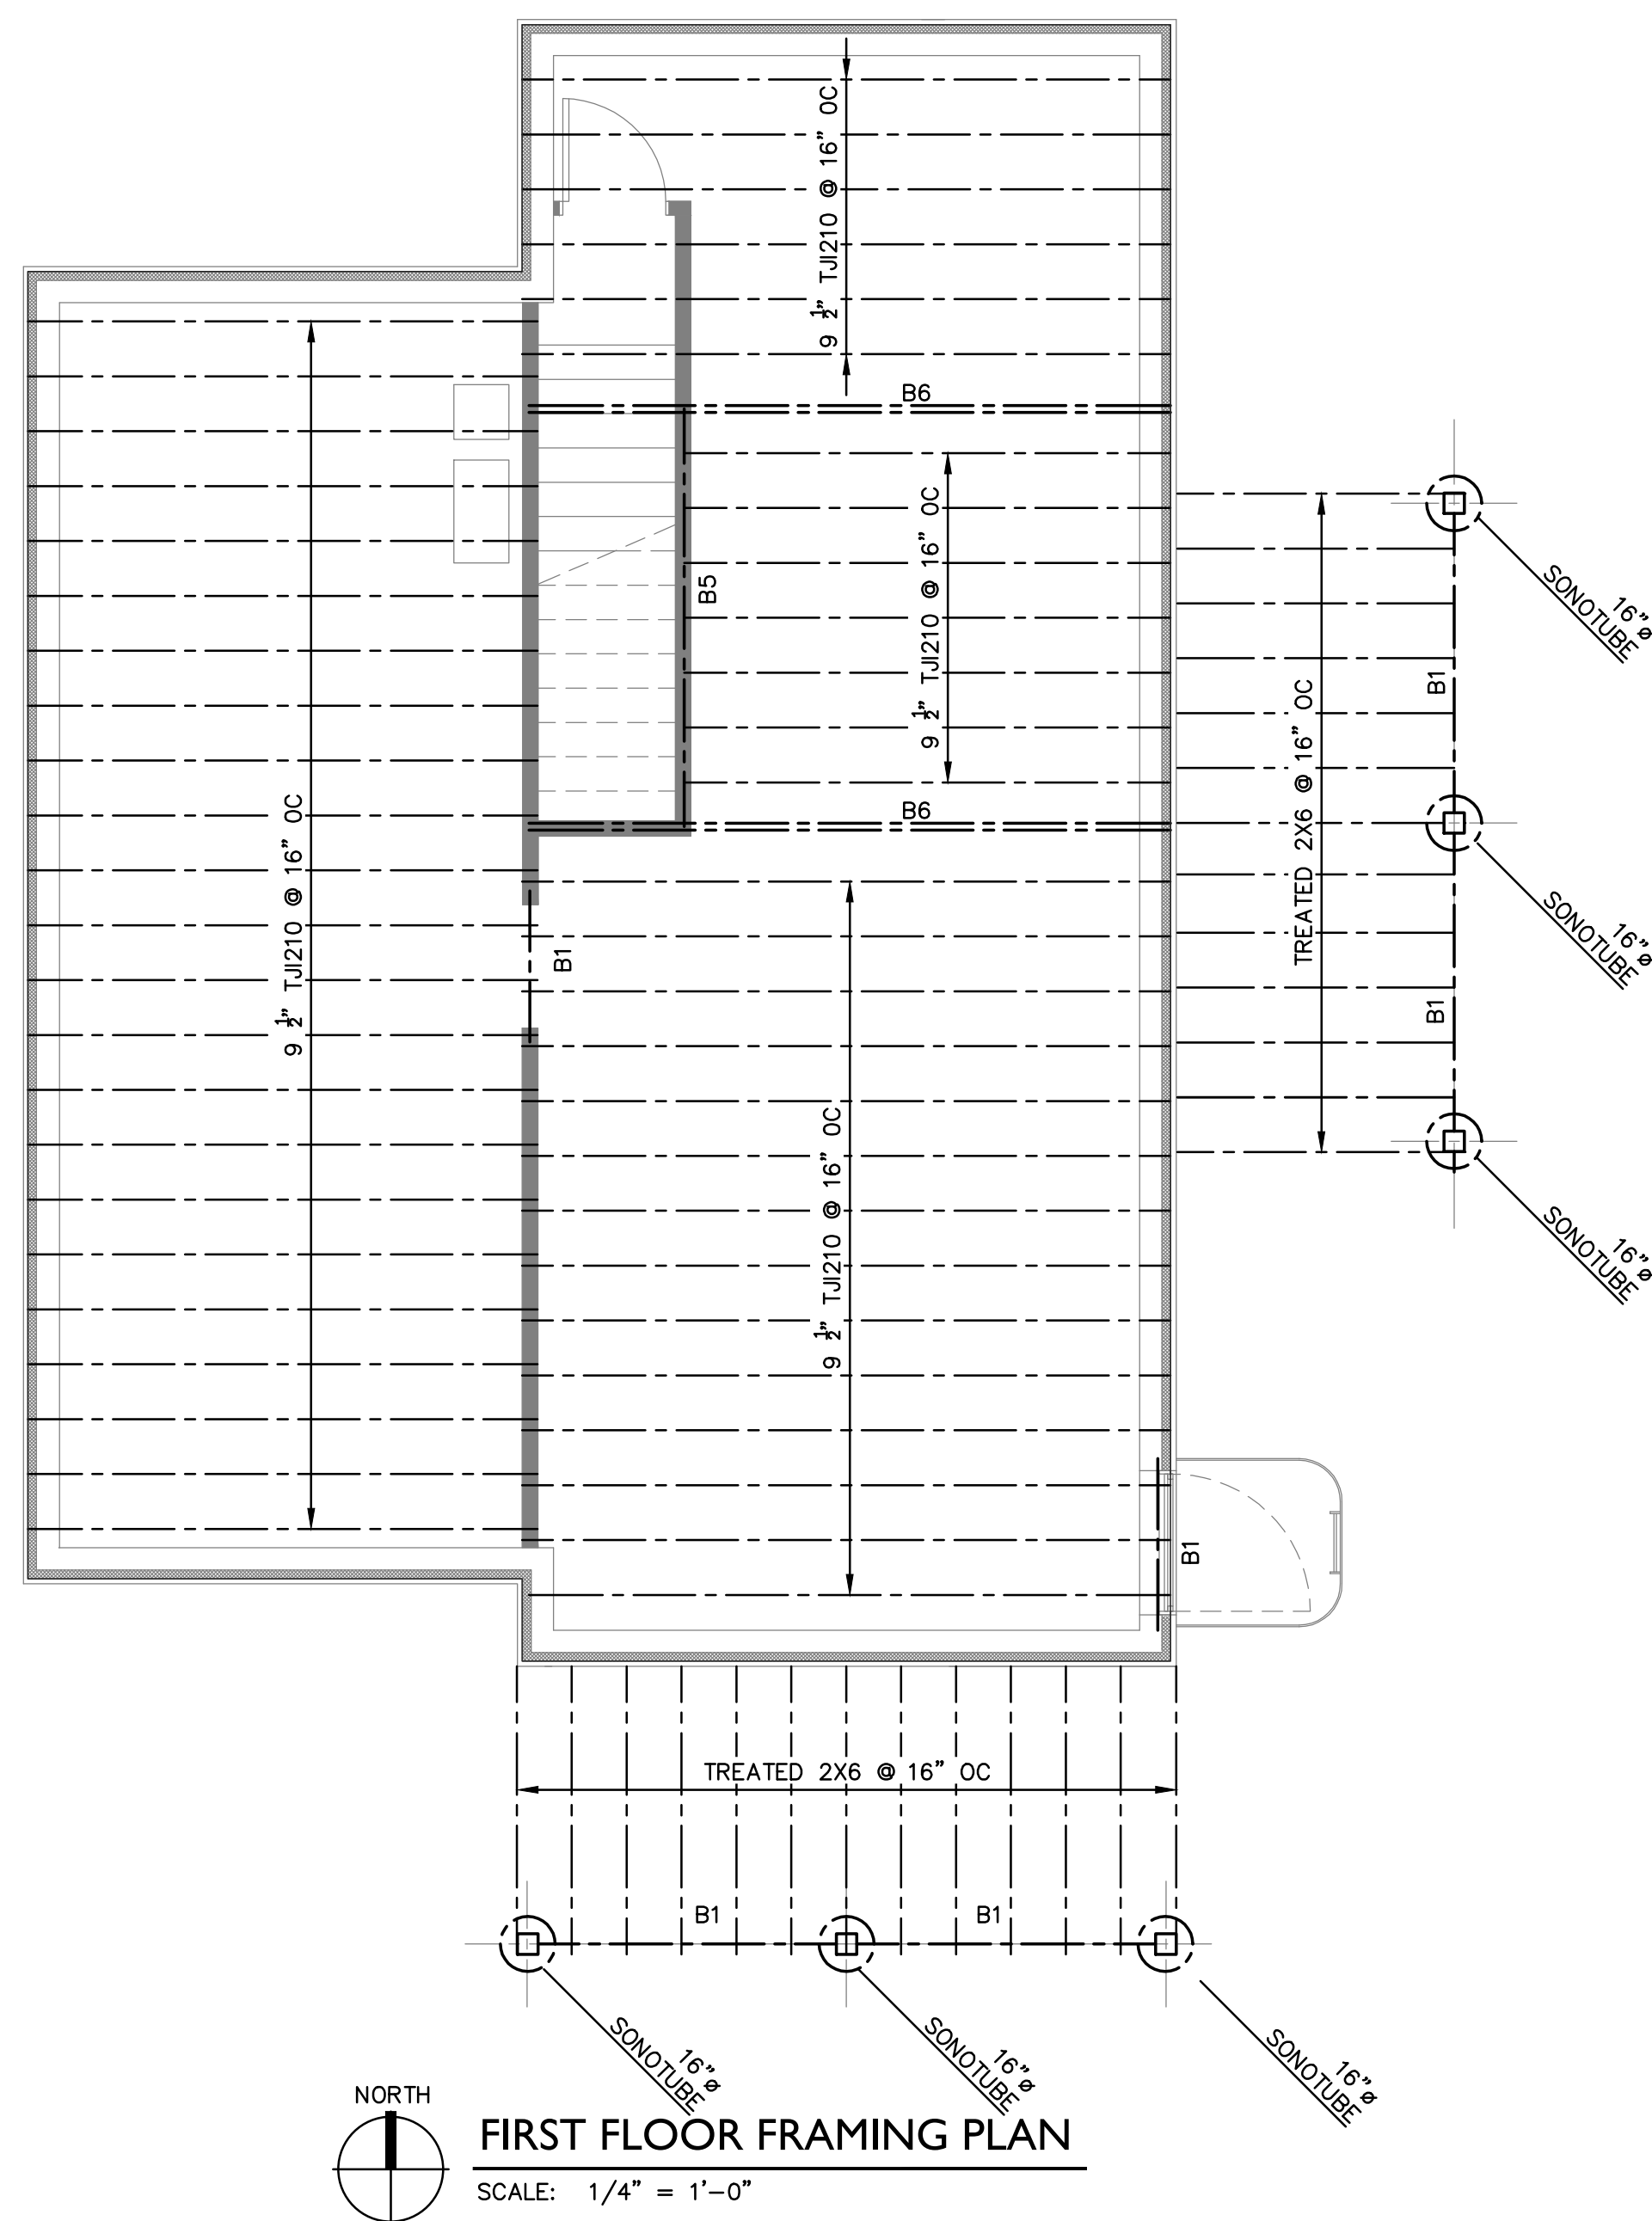 9 1/2" TJI210 @ 16" OC
B6
9 1/2" TJI210 @ 16" OC
B5
16"ø
SONOTUBE
B1
TREATED 2X6 @ 16" OC
9 1/2" TJI210 @ 16" OC
B6
16"ø
SONOTUBE
B1
B1
9 1/2" TJI210 @ 16" OC
16"ø
SONOTUBE
B1
TREATED 2X6 @ 16" OC
B1
B1
16"ø
SONOTUBE
16"ø
SONOTUBE
16"ø
SONOTUBE
NORTH
FIRST FLOOR FRAMING PLAN
SCALE: 1/4" = 1'-0"